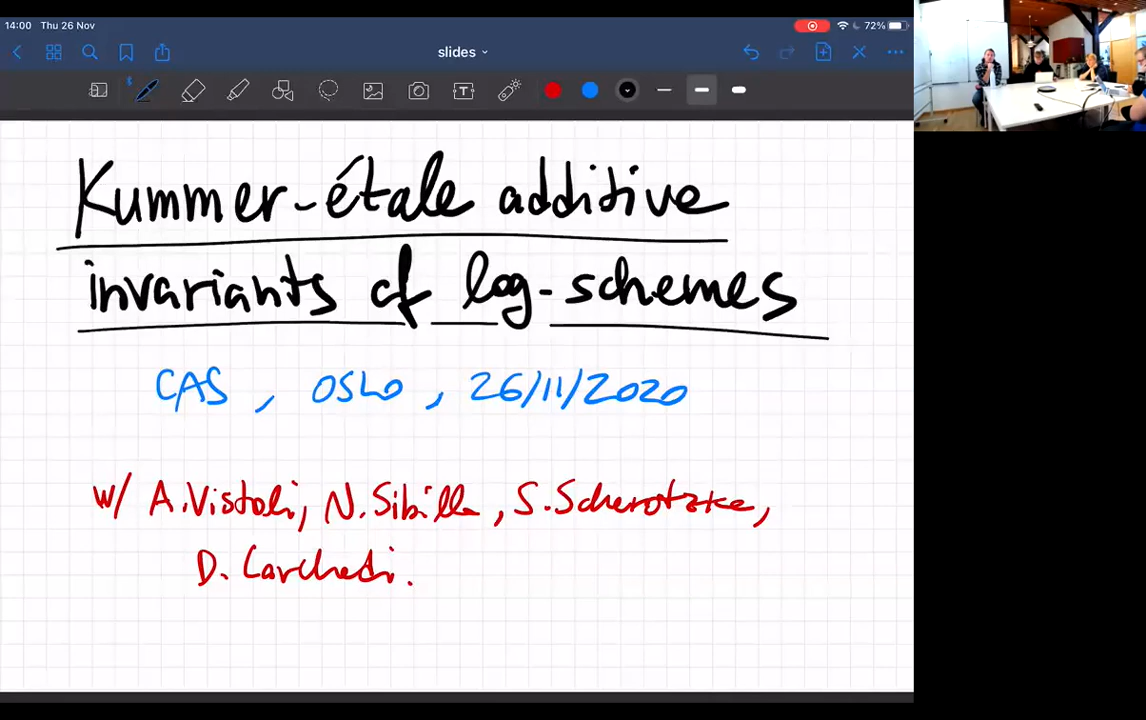 14:00 Thu 26 Nov
72%
slides
Kummer-étale additive
invariants of log-schemes
CAS, OSLO, 26/11/2020
w/ A.Vistoli, N.Sibilla, S.Scherotzke,
D. Carchedi.